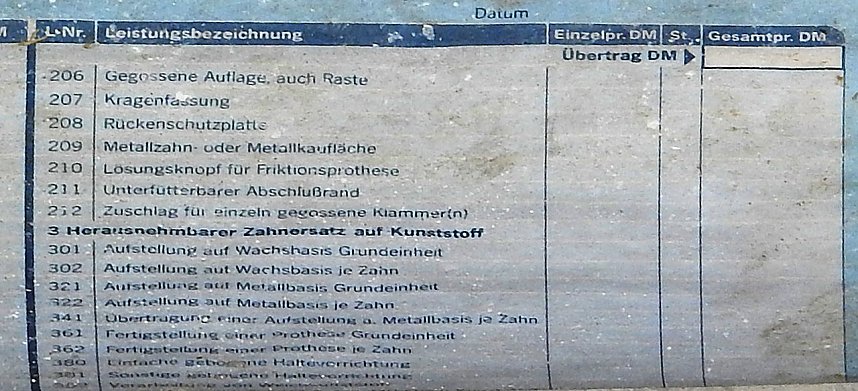 Datum
L-Nr. Leistungsbezeichnung Einzelpr. DM St. Gesamtpr. DM
Übertrag DM
206 Gegossene Auflage, auch Raste
207 Kragenfassung
208 Rückenschutzplatte
209 Metallzahn- oder Metallkaufläche
210 Lösungsknopf für Friktionsprothese
211 Unterfütterbarer Abschlußrand
212 Zuschlag für einzeln gegossene Klammer(n)
3 Herausnehmbarer Zahnersatz auf Kunststoff
301 Aufstellung auf Wachsbasis Grundeinheit
302 Aufstellung auf Wachsbasis je Zahn
321 Aufstellung auf Metallbasis Grundeinheit
322 Aufstellung auf Metallbasis je Zahn
341 Übertragung einer Aufstellung a. Metallbasis je Zahn
361 Fertigstellung einer Prothese Grundeinheit
362 Fertigstellung einer Prothese je Zahn
380 Einfache gebogene Haltevorrichtung
381 Sonstige gebogene Haltevorrichtung